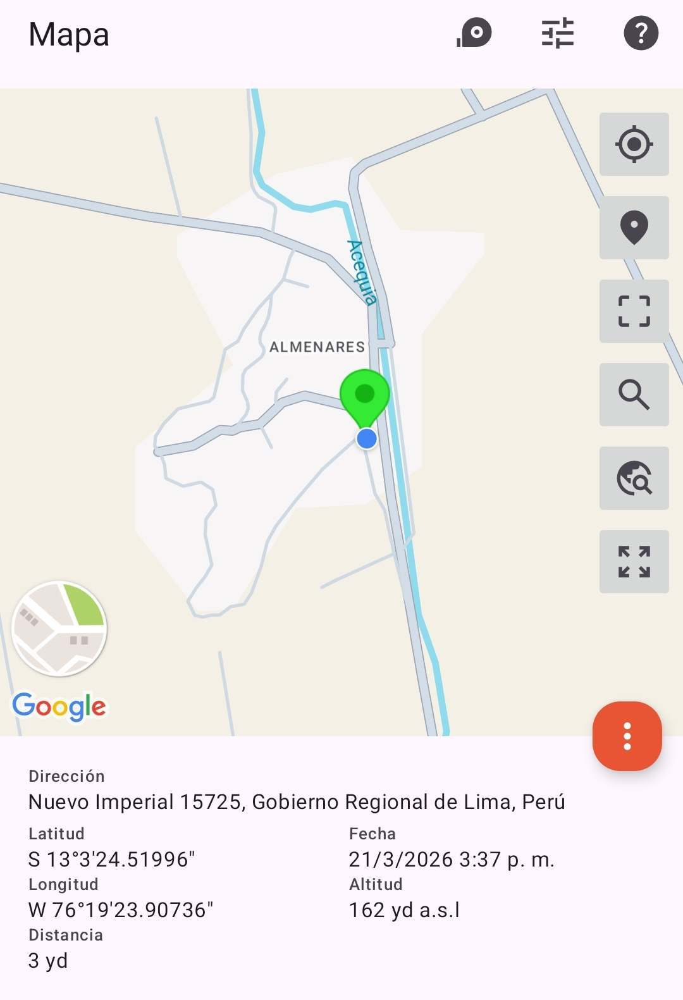 Mapa
Acequia
ALMENARES
Google
Dirección
Nuevo Imperial 15725, Gobierno Regional de Lima, Perú
Latitud
S 13°3'24.51996"
Fecha
21/3/2026 3:37 p. m.
Longitud
W 76°19'23.90736"
Altitud
162 yd a.s.l
Distancia
3 yd